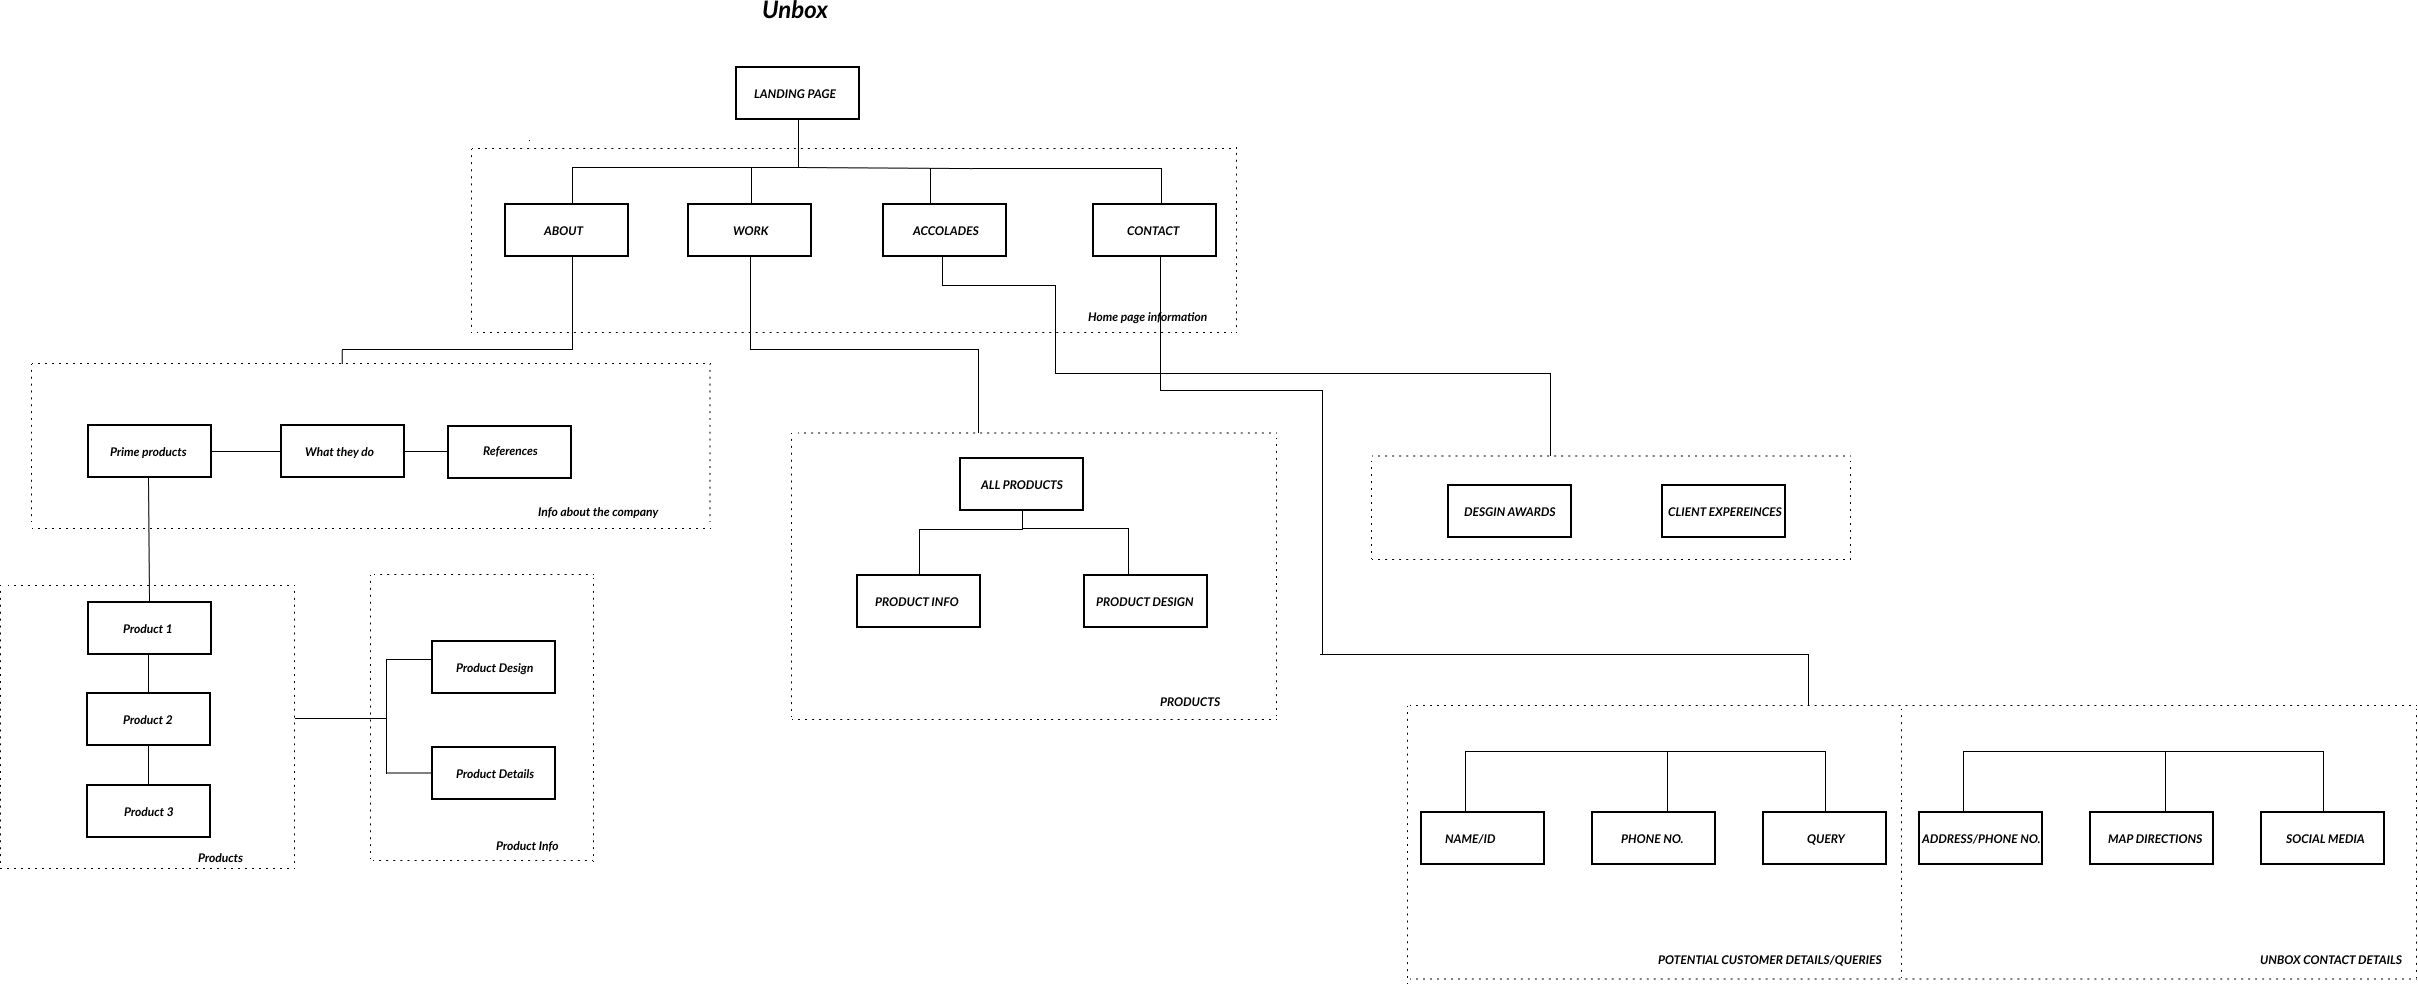 Unbox
LANDING PAGE
ABOUT
WORK
ACCOLADES
CONTACT
Home page information
Prime products
What they do
References
Info about the company
ALL PRODUCTS
PRODUCT INFO
PRODUCT DESIGN
PRODUCTS
DESGIN AWARDS
CLIENT EXPEREINCES
Product 1
Product 2
Product 3
Products
Product Design
Product Details
Product Info
NAME/ID
PHONE NO.
QUERY
POTENTIAL CUSTOMER DETAILS/QUERIES
ADDRESS/PHONE NO.
MAP DIRECTIONS
SOCIAL MEDIA
UNBOX CONTACT DETAILS